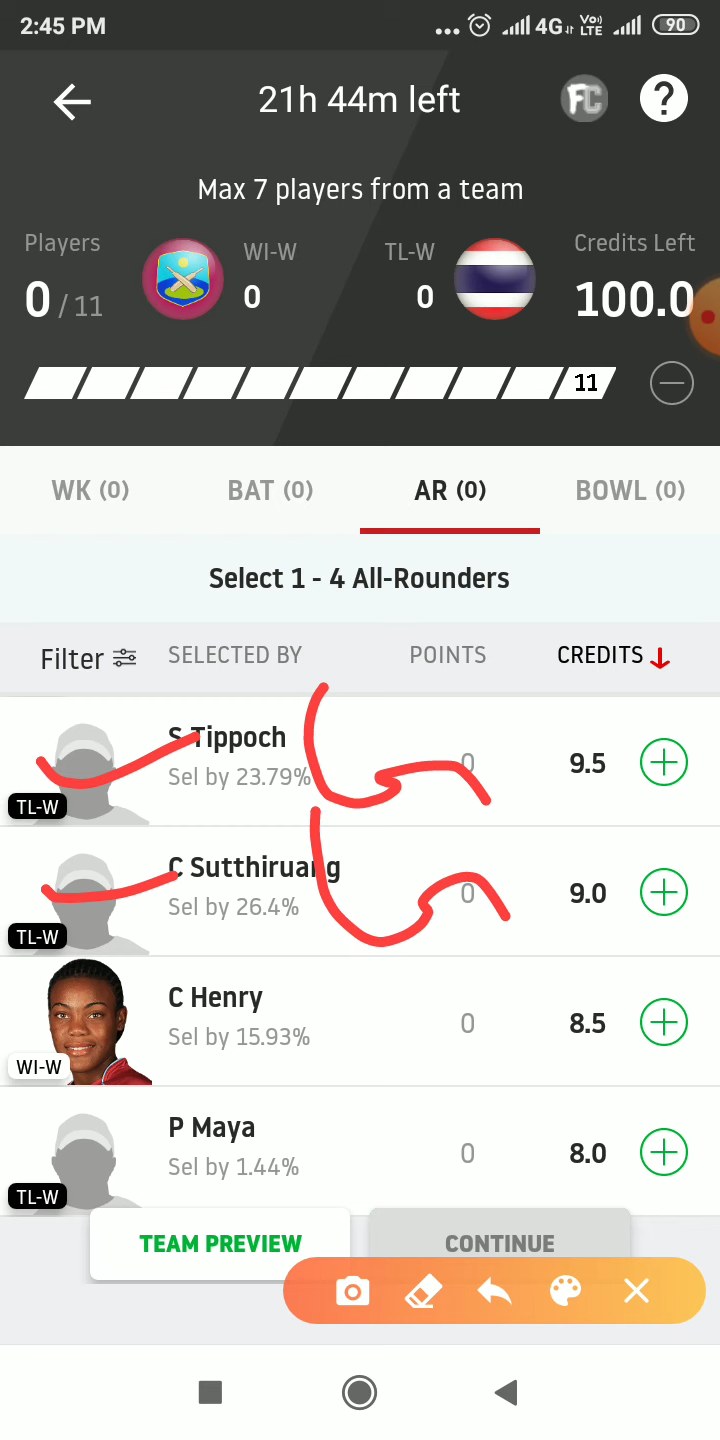 2:45 PM 4G Vo) LTE 90
21h 44m left FC ?
Max 7 players from a team
Players WI-W TL-W Credits Left
0 / 11 0 0 100.0
11
WK (0) BAT (0) AR (0) BOWL (0)
Select 1 - 4 All-Rounders
Filter SELECTED BY POINTS CREDITS
S Tippoch
Sel by 23.79% 0 9.5
TL-W
C Sutthiruang
Sel by 26.4% 0 9.0
TL-W
C Henry
Sel by 15.93% 0 8.5
WI-W
P Maya
Sel by 1.44% 0 8.0
TL-W
TEAM PREVIEW CONTINUE